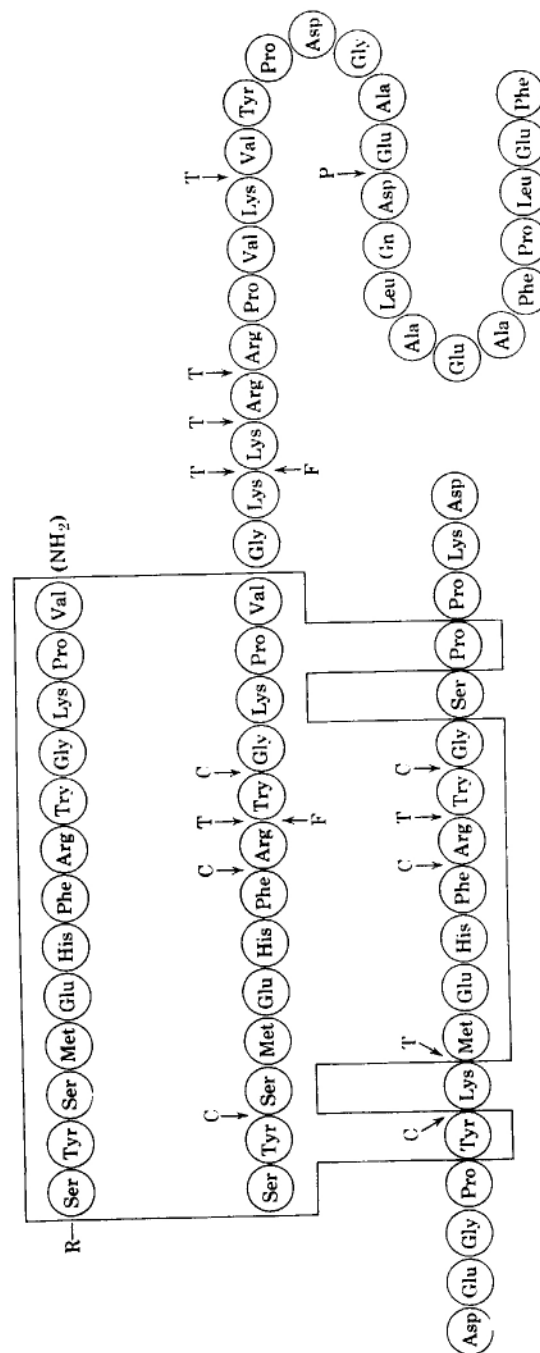 R— Ser Tyr Ser Met Glu His Phe Arg Try Gly Lys Pro Val (NH₂)
C C T C T T T T
Ser Tyr Ser Met Glu His Phe Arg Try Gly Lys Pro Val Gly Lys Lys Arg Arg Pro Val Lys Val Tyr Pro Asp Gly Ala Glu Asp Gn Leu Ala Glu Ala Phe Pro Leu Glu Phe
F F
P
C T C T C
Asp Glu Gly Pro Tyr Lys Met Glu His Phe Arg Try Gly Ser Pro Pro Lys Asp